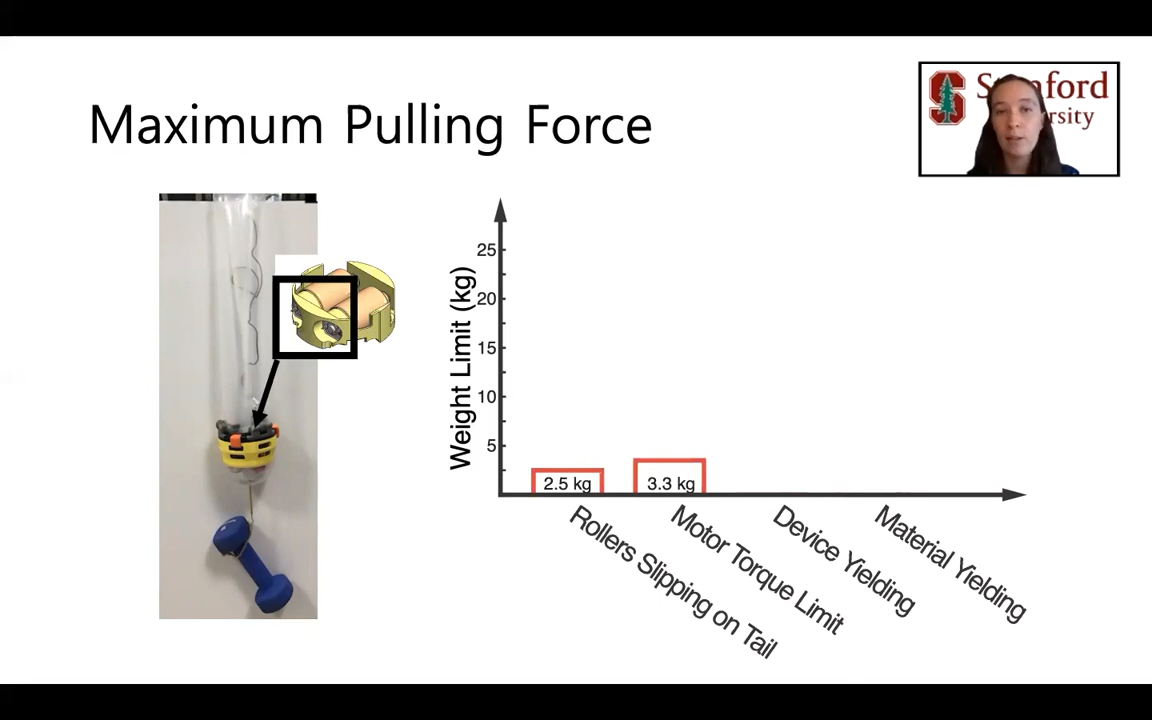 Maximum Pulling Force
Stanford
University
Weight Limit (kg)
25
20
15
10
5
2.5 kg
3.3 kg
Rollers Slipping on Tail
Motor Torque Limit
Device Yielding
Material Yielding